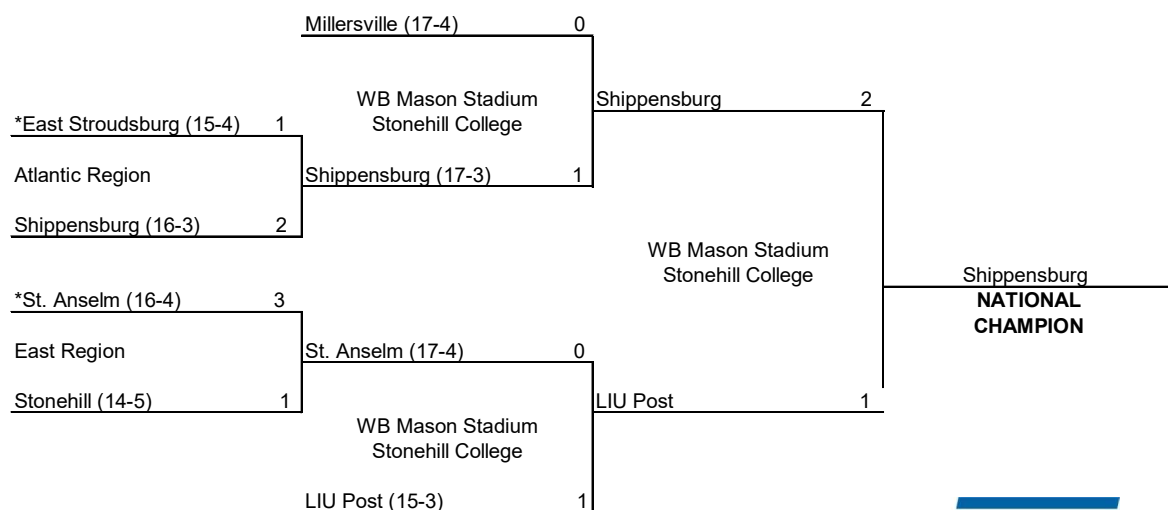 Millersville (17-4) 0
WB Mason Stadium
Stonehill College
Shippensburg 2
*East Stroudsburg (15-4) 1
Atlantic Region
Shippensburg (17-3) 1
Shippensburg (16-3) 2
WB Mason Stadium
Stonehill College
Shippensburg
NATIONAL
CHAMPION
*St. Anselm (16-4) 3
East Region
St. Anselm (17-4) 0
Stonehill (14-5) 1
LIU Post 1
WB Mason Stadium
Stonehill College
LIU Post (15-3) 1